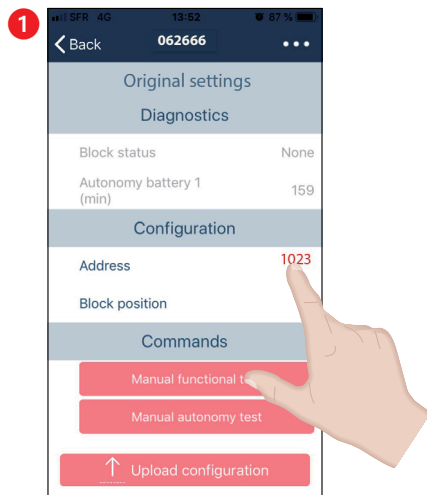 1
SFR 4G 13:52 87 %
Back 062666
Original settings
Diagnostics
Block status None
Autonomy battery 1 159
(min)
Configuration
Address 1023
Block position
Commands
Manual functional t
Manual autonomy test
Upload configuration